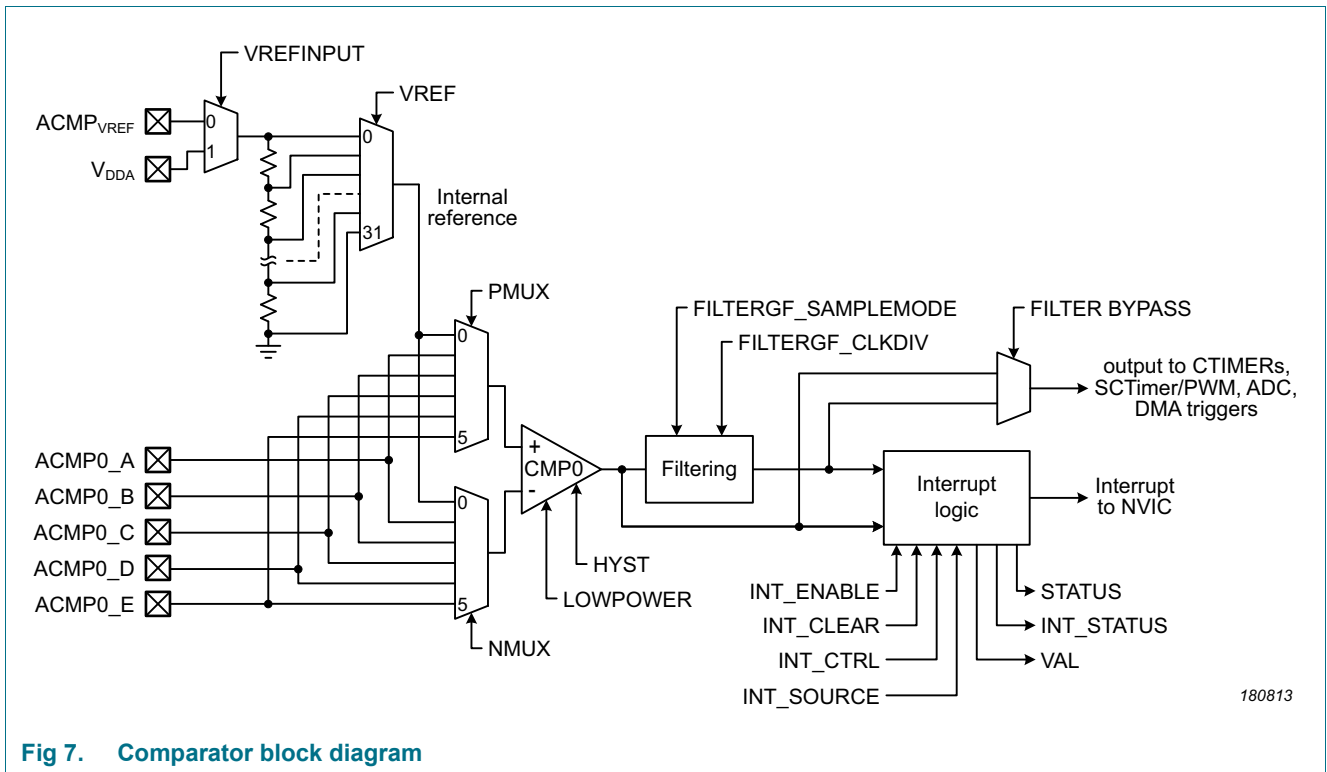 VREFINPUT
VREF
ACMPVREF
0
1
VDDA
0
31
Internal
reference
PMUX
0
5
FILTERGF_SAMPLEMODE
FILTERGF_CLKDIV
FILTER BYPASS
output to CTIMERs,
SCTimer/PWM, ADC,
DMA triggers
ACMP0_A
ACMP0_B
ACMP0_C
ACMP0_D
ACMP0_E
0
5
NMUX
+
CMP0
-
HYST
LOWPOWER
Filtering
Interrupt
logic
Interrupt
to NVIC
INT_ENABLE
INT_CLEAR
INT_CTRL
INT_SOURCE
STATUS
INT_STATUS
VAL
180813
Fig 7. Comparator block diagram